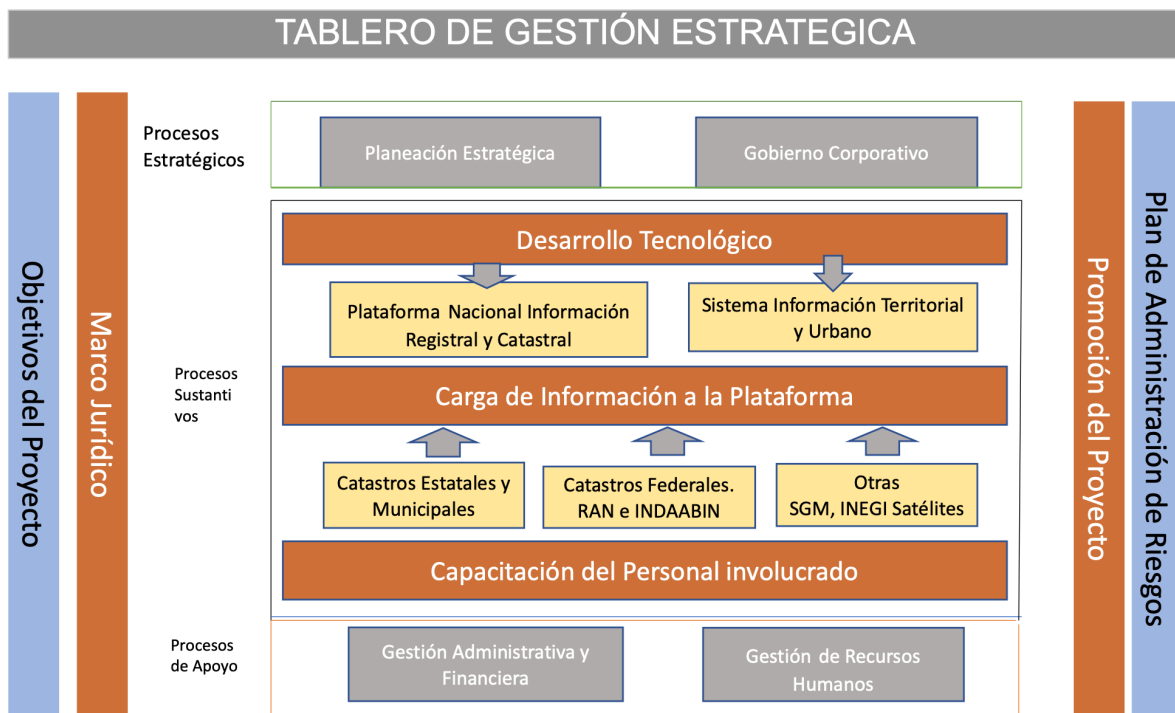 TABLERO DE GESTIÓN ESTRATEGICA
Objetivos del Proyecto
Marco Jurídico
Procesos
Estratégicos
Planeación Estratégica
Gobierno Corporativo
Procesos
Sustanti
vos
Desarrollo Tecnológico
Plataforma Nacional Información
Registral y Catastral
Sistema Información Territorial
y Urbano
Carga de Información a la Plataforma
Catastros Estatales y
Municipales
Catastros Federales.
RAN e INDAABIN
Otras
SGM, INEGI Satélites
Capacitación del Personal involucrado
Procesos
de Apoyo
Gestión Administrativa y
Financiera
Gestión de Recursos
Humanos
Promoción del Proyecto
Plan de Administración de Riesgos